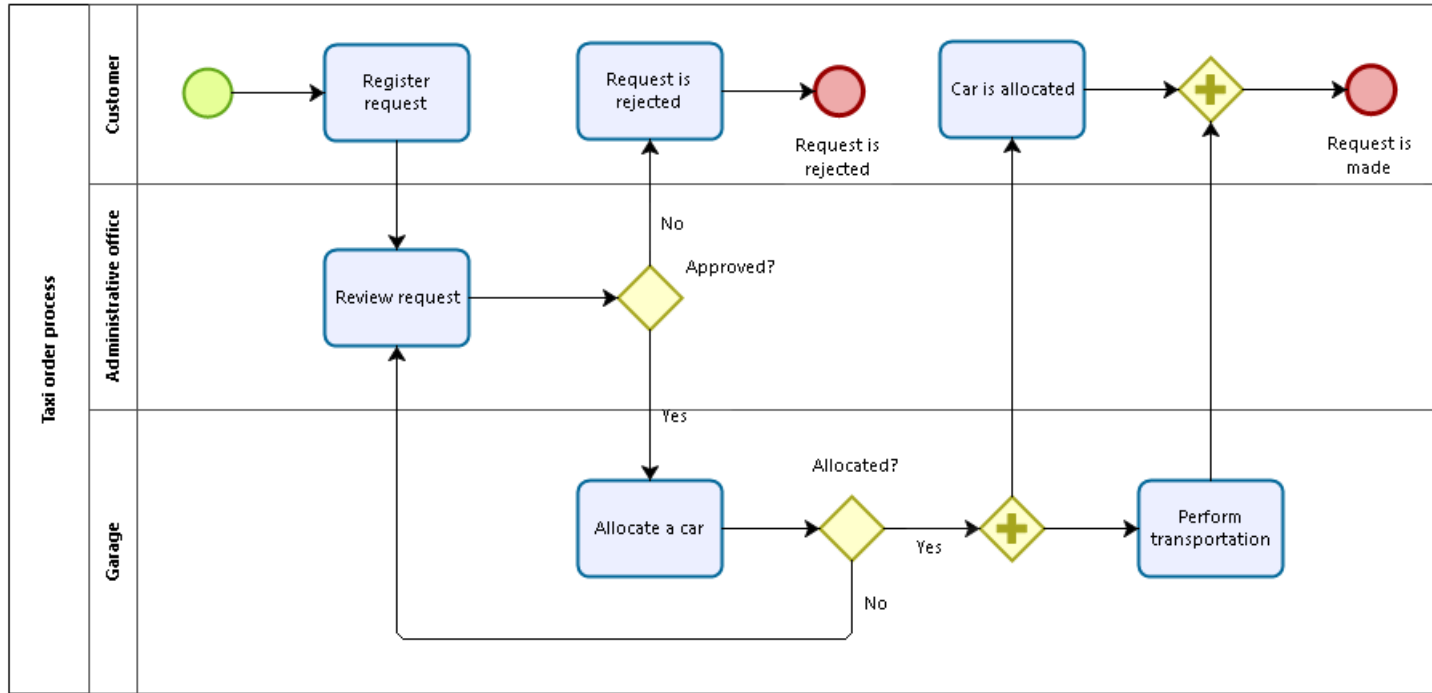 Taxi order process
Customer
Register
request
Request is
rejected
Request is
rejected
Car is allocated
Request is
made
Administrative office
Review request
No
Approved?
Yes
Garage
Allocate a car
Allocated?
Yes
No
Perform
transportation